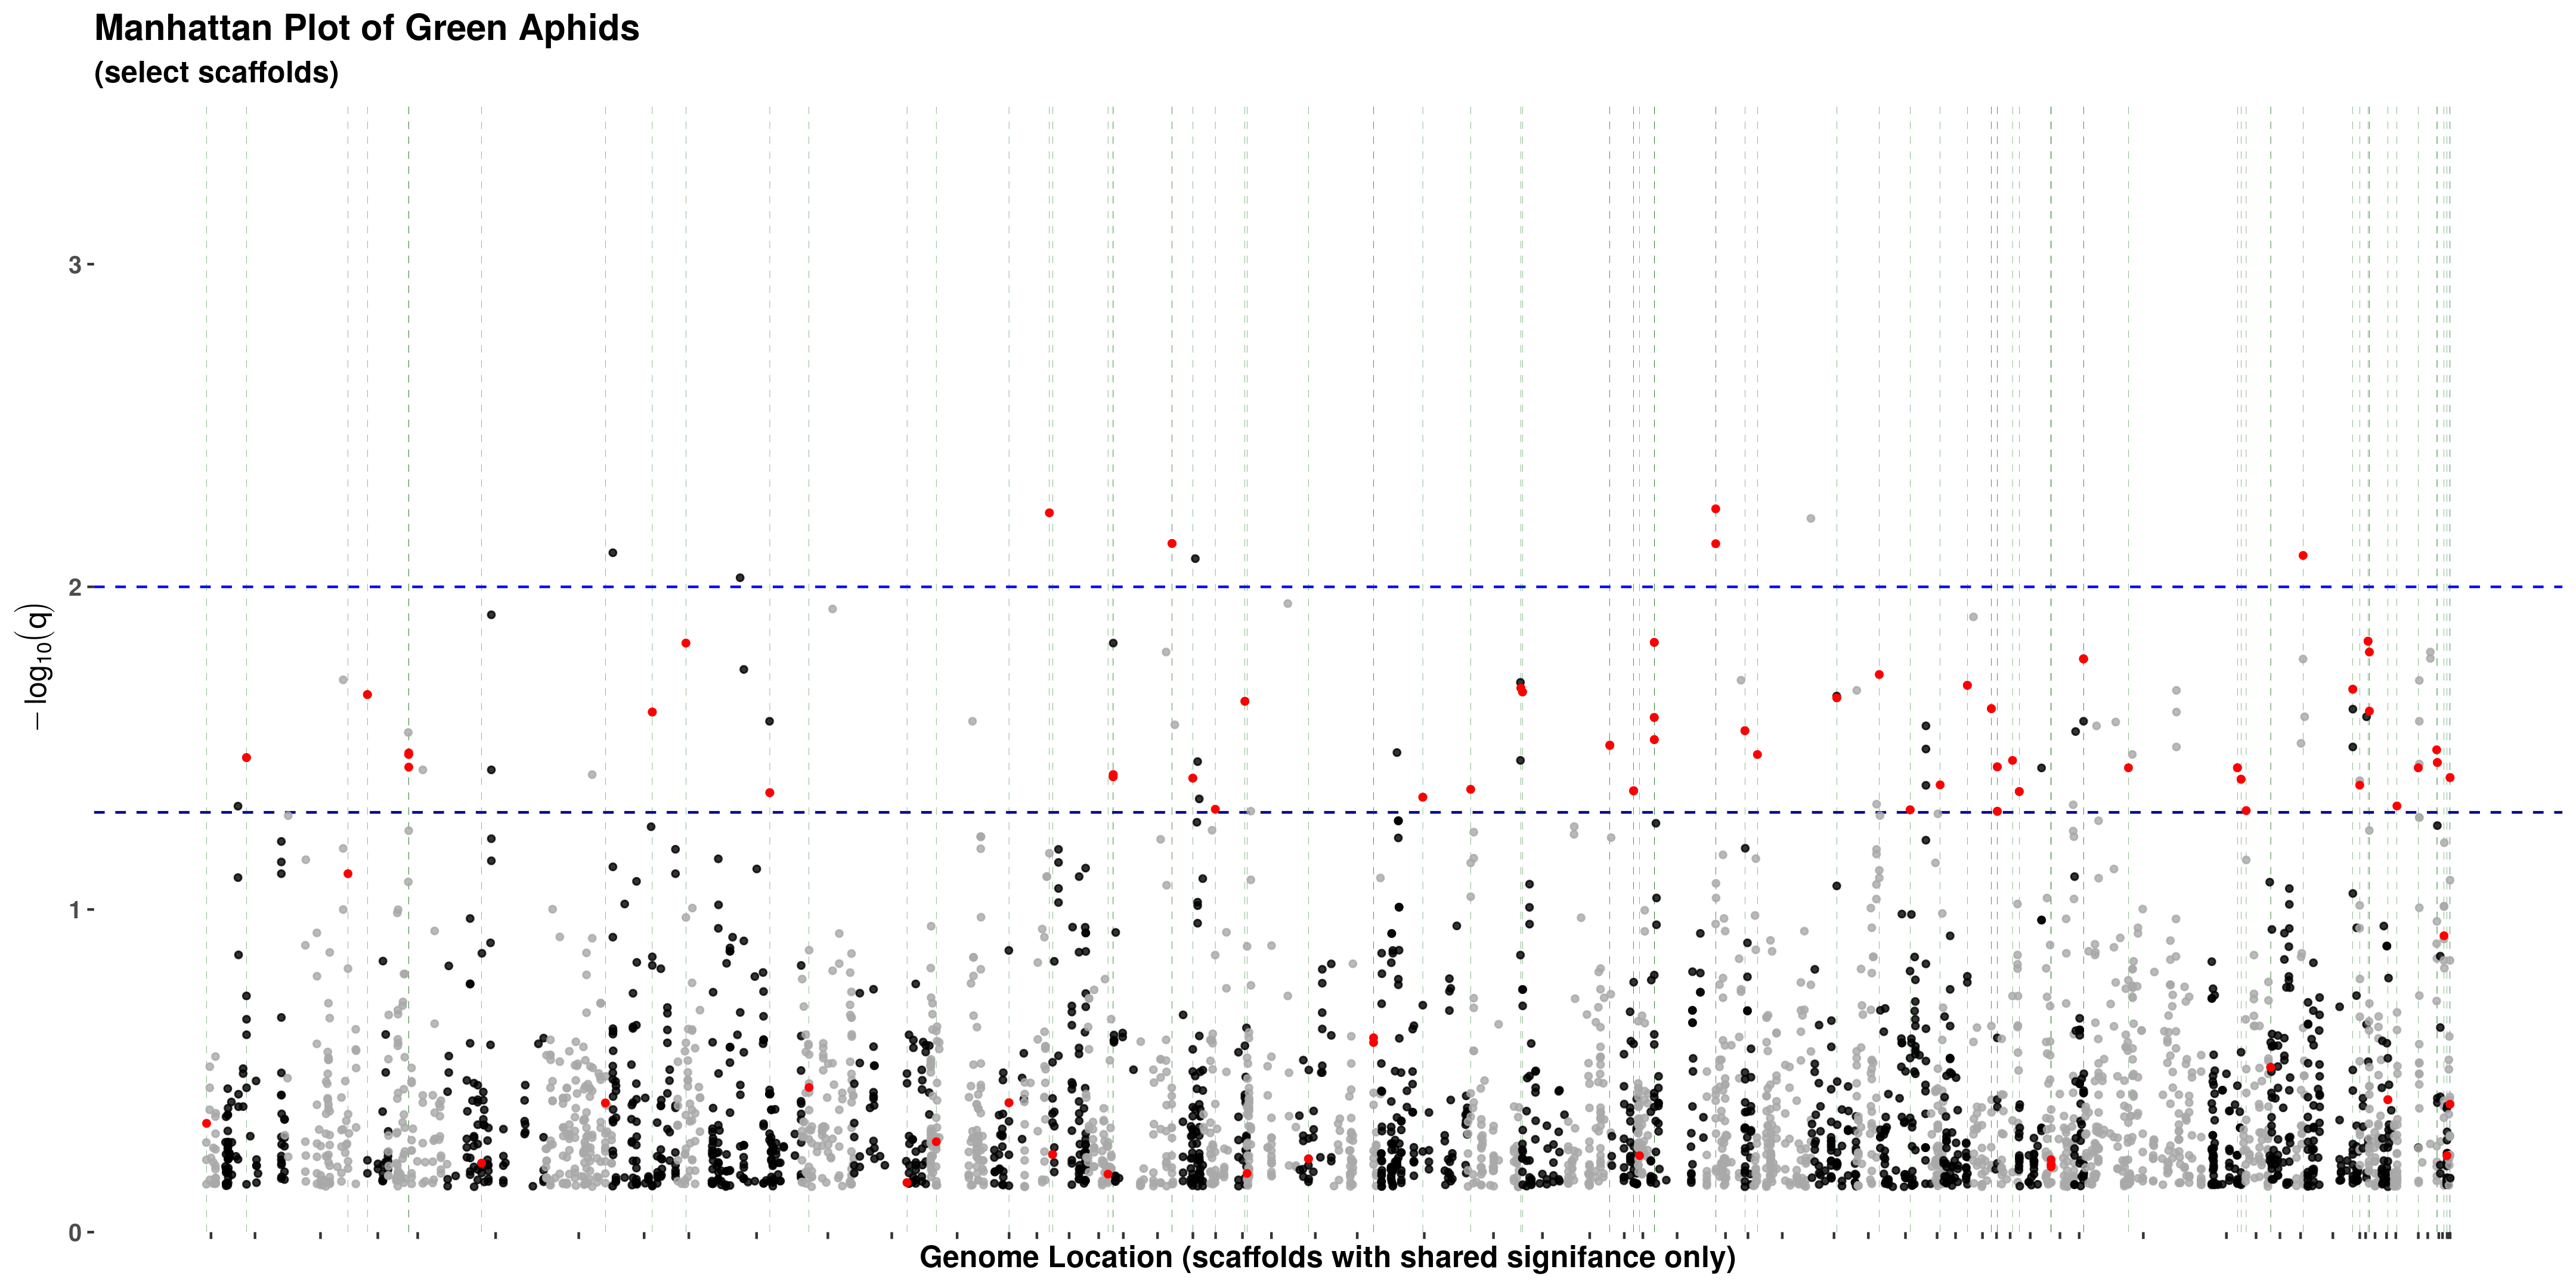 Manhattan Plot of Green Aphids
(select scaffolds)
3
2
1
0
− log10(q)
Genome Location (scaffolds with shared signifance only)